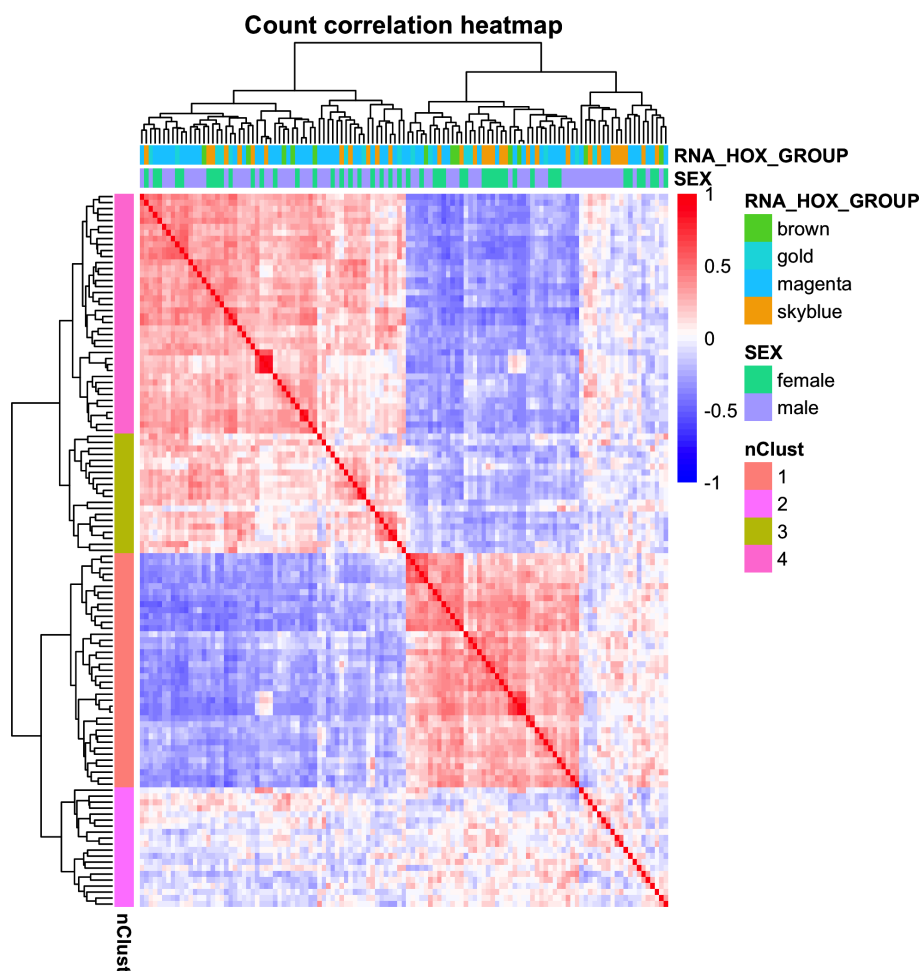 Count correlation heatmap
RNA_HOX_GROUP
SEX
1
0.5
0
-0.5
-1
RNA_HOX_GROUP
brown
gold
magenta
skyblue
SEX
female
male
nClust
1
2
3
4
nClust